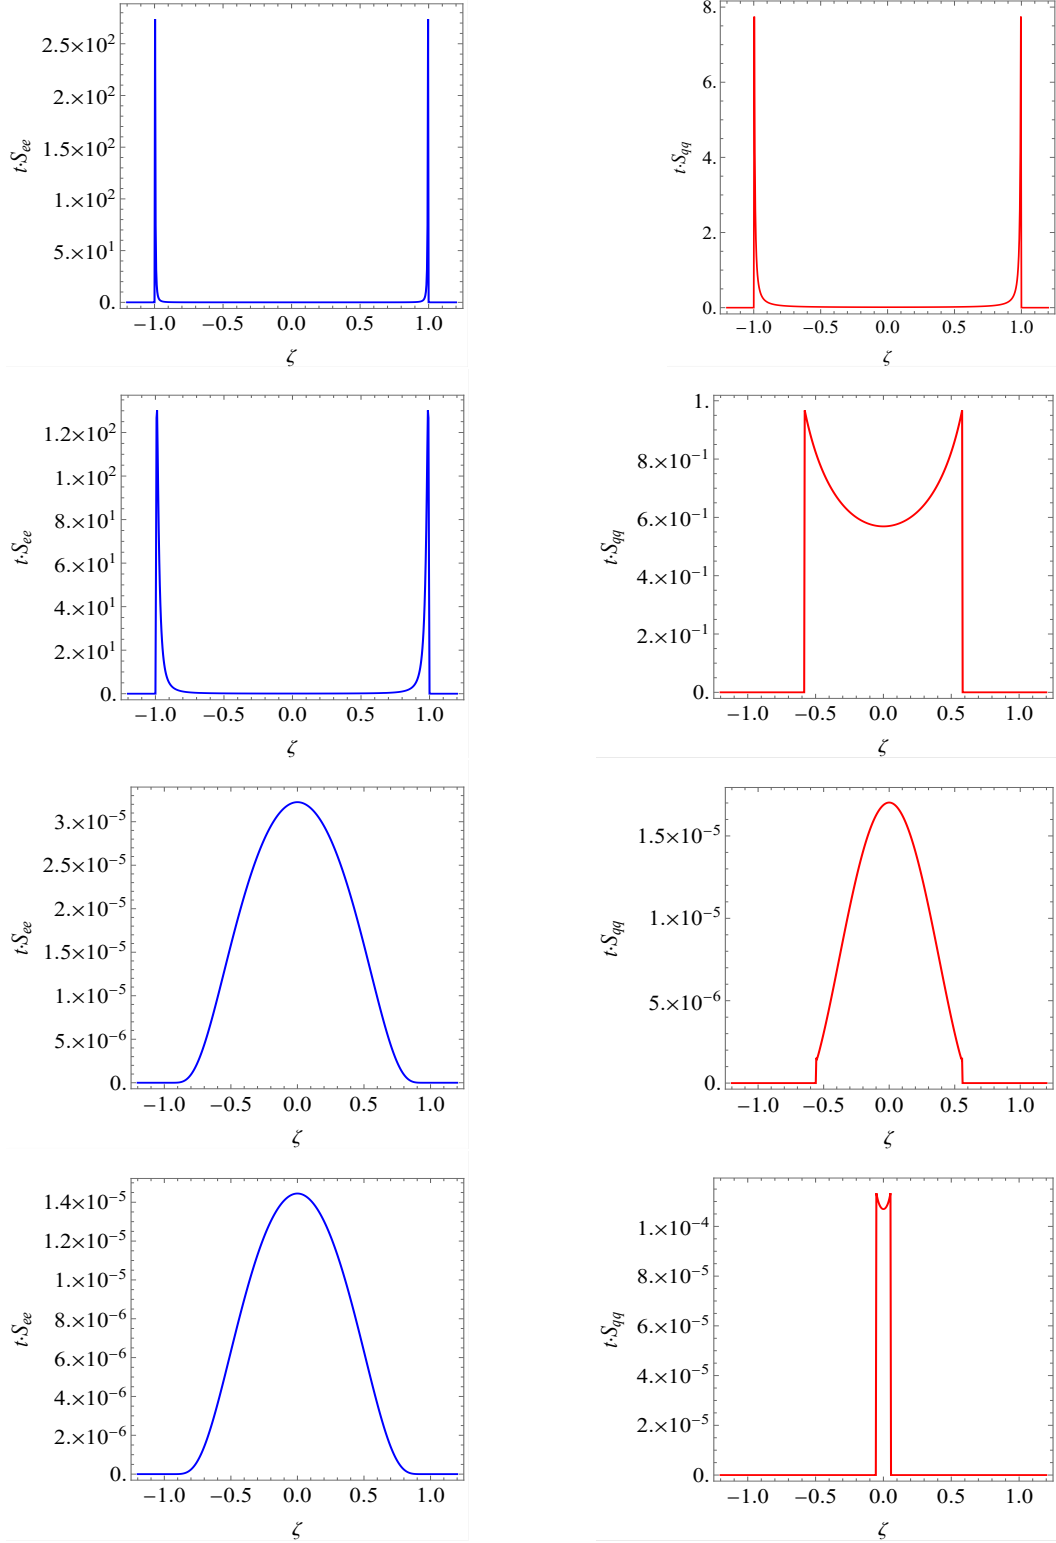 t·S_ee
2.5×10²
2.×10²
1.5×10²
1.×10²
5.×10¹
0.
−1.0 −0.5 0.0 0.5 1.0
ζ
t·S_qq
8.
6.
4.
2.
0.
−1.0 −0.5 0.0 0.5 1.0
ζ
t·S_ee
1.2×10²
1.×10²
8.×10¹
6.×10¹
4.×10¹
2.×10¹
0.
−1.0 −0.5 0.0 0.5 1.0
ζ
t·S_qq
1.
8.×10⁻¹
6.×10⁻¹
4.×10⁻¹
2.×10⁻¹
0.
−1.0 −0.5 0.0 0.5 1.0
ζ
t·S_ee
3.×10⁻⁵
2.5×10⁻⁵
2.×10⁻⁵
1.5×10⁻⁵
1.×10⁻⁵
5.×10⁻⁶
0.
−1.0 −0.5 0.0 0.5 1.0
ζ
t·S_qq
1.5×10⁻⁵
1.×10⁻⁵
5.×10⁻⁶
0.
−1.0 −0.5 0.0 0.5 1.0
ζ
t·S_ee
1.4×10⁻⁵
1.2×10⁻⁵
1.×10⁻⁵
8.×10⁻⁶
6.×10⁻⁶
4.×10⁻⁶
2.×10⁻⁶
0.
−1.0 −0.5 0.0 0.5 1.0
ζ
t·S_qq
1.×10⁻⁴
8.×10⁻⁵
6.×10⁻⁵
4.×10⁻⁵
2.×10⁻⁵
0.
−1.0 −0.5 0.0 0.5 1.0
ζ